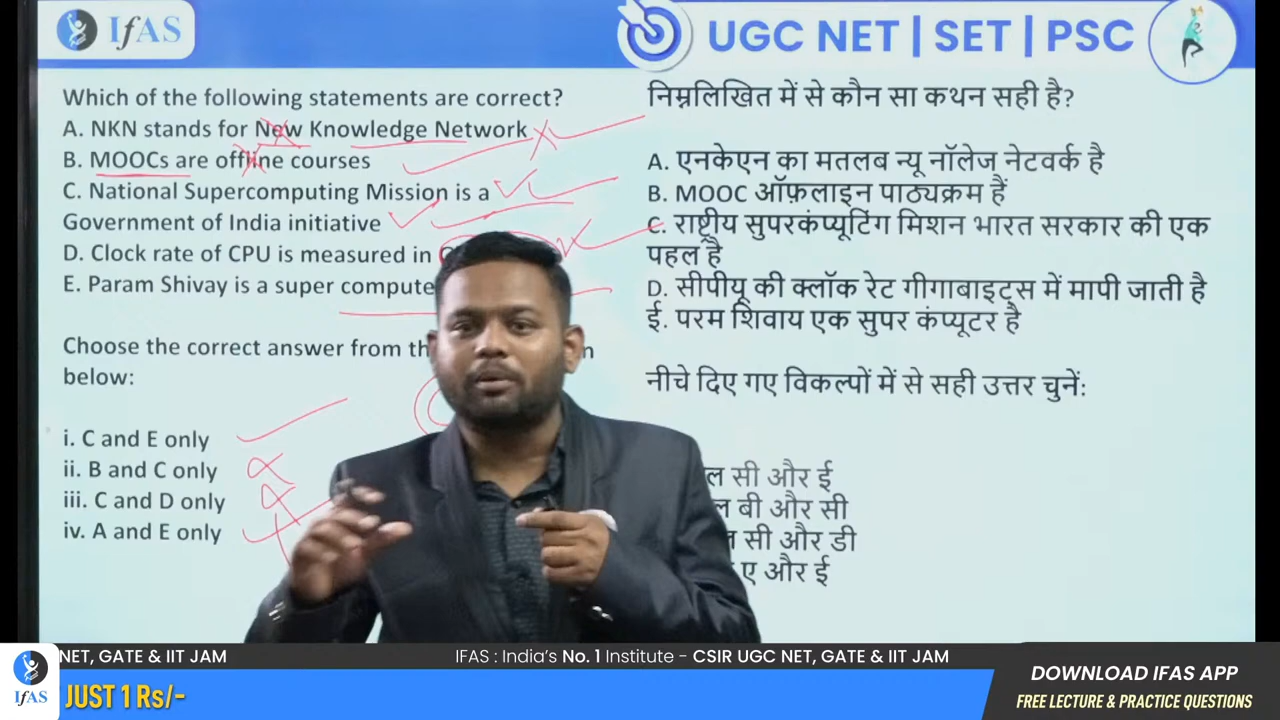 IfAS
UGC NET | SET | PSC
Which of the following statements are correct?
A. NKN stands for New Knowledge Network
B. MOOCs are offline courses
C. National Supercomputing Mission is a
Government of India initiative
D. Clock rate of CPU is measured in
E. Param Shivay is a super compute
Choose the correct answer from
below:
i. C and E only
ii. B and C only
iii. C and D only
iv. A and E only
निम्नलिखित में से कौन सा कथन सही है?
A. एनकेएन का मतलब न्यू नॉलेज नेटवर्क है
B. MOOC ऑफ़लाइन पाठ्यक्रम हैं
C. राष्ट्रीय सुपरकंप्यूटिंग मिशन भारत सरकार की एक
पहल है
D. सीपीयू की क्लॉक रेट गीगाबाइट्स में मापी जाती है
ई. परम शिवाय एक सुपर कंप्यूटर है
नीचे दिए गए विकल्पों में से सही उत्तर चुनें:
सी और ई
बी और सी
सी और डी
ए और ई
NET, GATE & IIT JAM
IFAS : India's No. 1 Institute - CSIR UGC NET, GATE & IIT JAM
IfAS
JUST 1 Rs/-
DOWNLOAD IFAS APP
FREE LECTURE & PRACTICE QUESTIONS